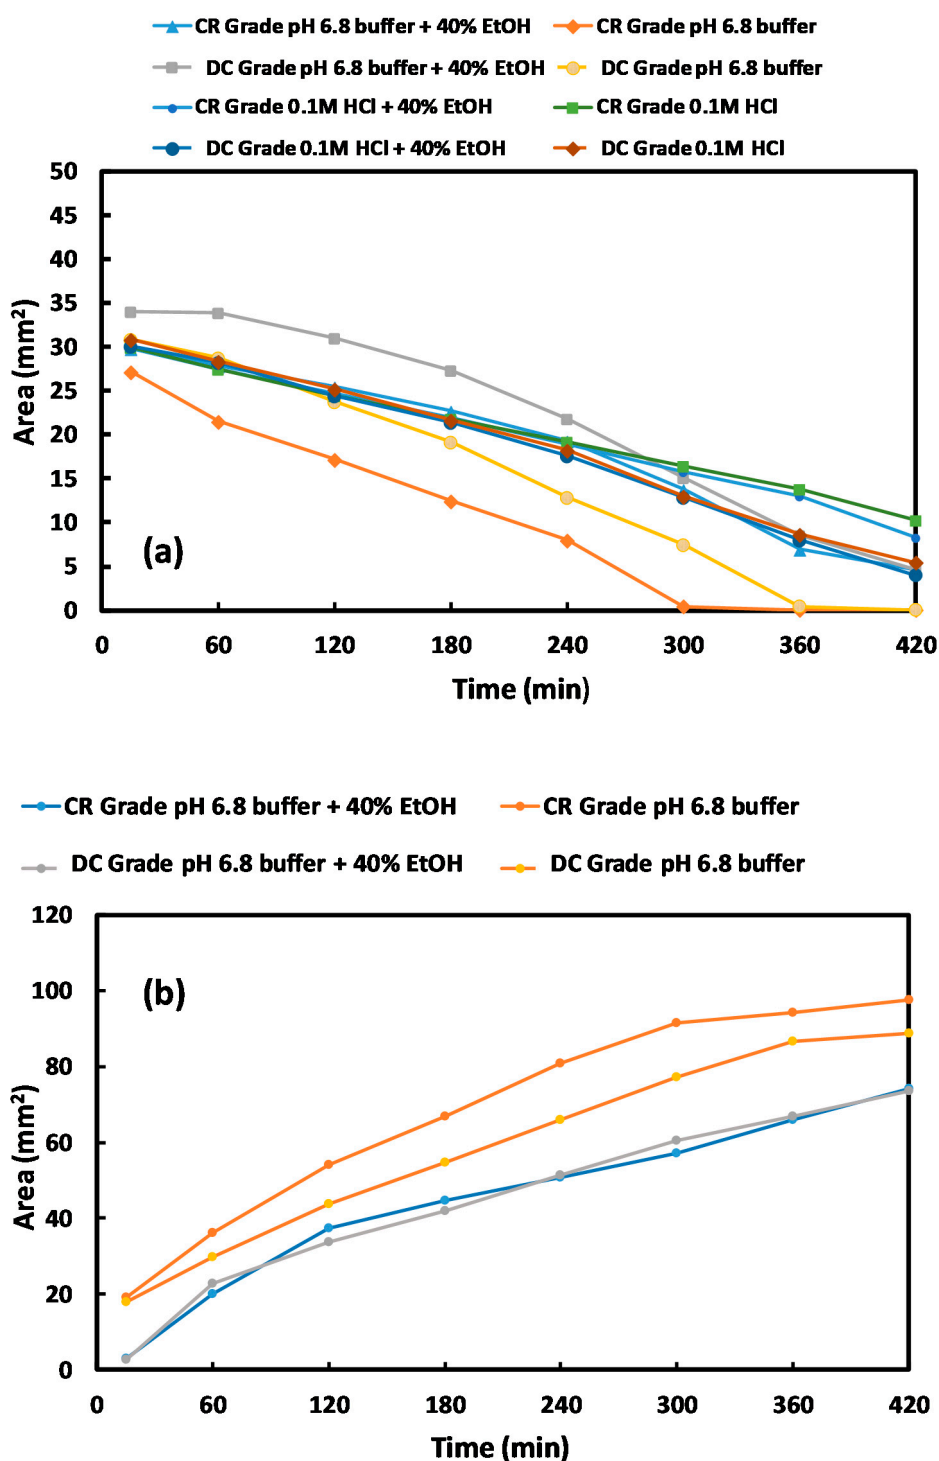 CR Grade pH 6.8 buffer + 40% EtOH CR Grade pH 6.8 buffer
DC Grade pH 6.8 buffer + 40% EtOH DC Grade pH 6.8 buffer
CR Grade 0.1M HCl + 40% EtOH CR Grade 0.1M HCl
DC Grade 0.1M HCl + 40% EtOH DC Grade 0.1M HCl
50
45
40
35
30
25
20
15
10
5
0
Area (mm²)
(a)
0 60 120 180 240 300 360 420
Time (min)
CR Grade pH 6.8 buffer + 40% EtOH CR Grade pH 6.8 buffer
DC Grade pH 6.8 buffer + 40% EtOH DC Grade pH 6.8 buffer
120
100
80
60
40
20
0
Area (mm²)
(b)
0 60 120 180 240 300 360 420
Time (min)